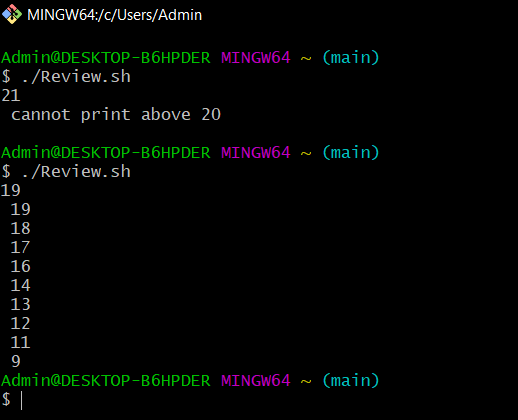 MINGW64:/c/Users/Admin
Admin@DESKTOP-B6HPDER MINGW64 ~ (main)
$ ./Review.sh
21
 cannot print above 20
Admin@DESKTOP-B6HPDER MINGW64 ~ (main)
$ ./Review.sh
19
 19
 18
 17
 16
 14
 13
 12
 11
 9
Admin@DESKTOP-B6HPDER MINGW64 ~ (main)
$